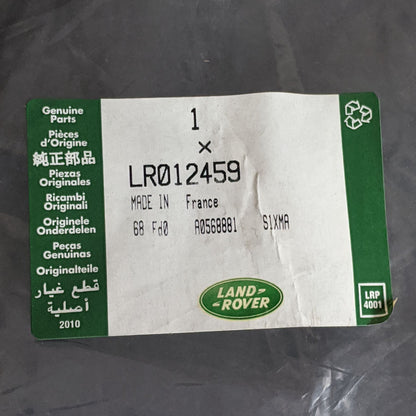 Genuine
Parts
Pièces
d'Origine
純正部品
Piezas
Originales
Ricambi
Originali
Originele
Onderdelen
Peças
Genuinas
Originalteile
قطع غيار
أصلية
2010
1
×
LR012459
MADE IN France
68 Fd0 A0568881 S1XMA
LAND-
-ROVER
LRP
4001